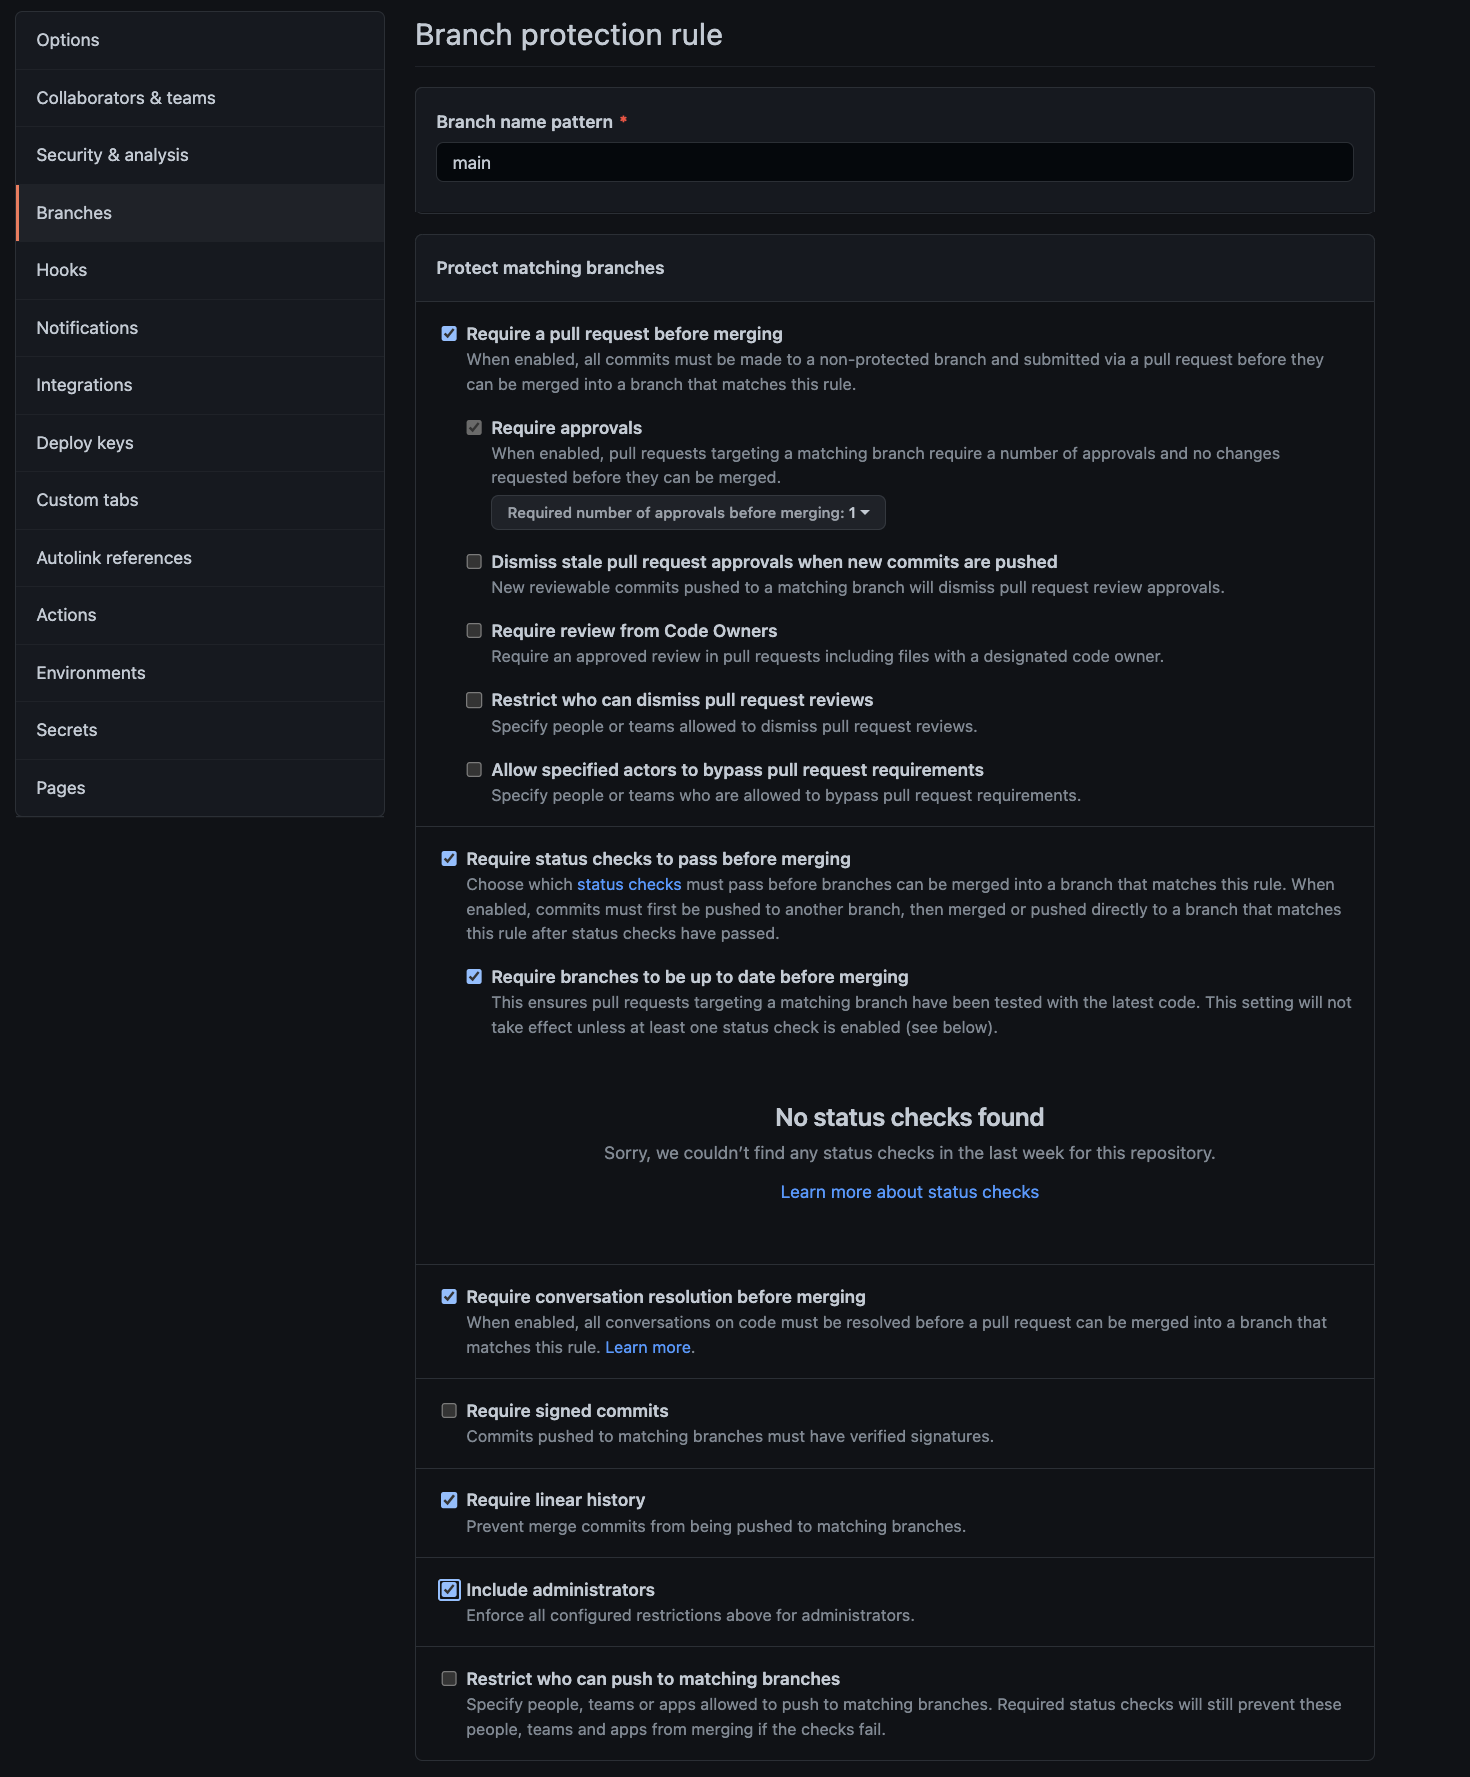 Options
Collaborators & teams
Security & analysis
Branches
Hooks
Notifications
Integrations
Deploy keys
Custom tabs
Autolink references
Actions
Environments
Secrets
Pages
Branch protection rule
Branch name pattern *
main
Protect matching branches
Require a pull request before merging
When enabled, all commits must be made to a non-protected branch and submitted via a pull request before they
can be merged into a branch that matches this rule.
Require approvals
When enabled, pull requests targeting a matching branch require a number of approvals and no changes
requested before they can be merged.
Required number of approvals before merging: 1
Dismiss stale pull request approvals when new commits are pushed
New reviewable commits pushed to a matching branch will dismiss pull request review approvals.
Require review from Code Owners
Require an approved review in pull requests including files with a designated code owner.
Restrict who can dismiss pull request reviews
Specify people or teams allowed to dismiss pull request reviews.
Allow specified actors to bypass pull request requirements
Specify people or teams who are allowed to bypass pull request requirements.
Require status checks to pass before merging
Choose which status checks must pass before branches can be merged into a branch that matches this rule. When
enabled, commits must first be pushed to another branch, then merged or pushed directly to a branch that matches
this rule after status checks have passed.
Require branches to be up to date before merging
This ensures pull requests targeting a matching branch have been tested with the latest code. This setting will not
take effect unless at least one status check is enabled (see below).
No status checks found
Sorry, we couldn’t find any status checks in the last week for this repository.
Learn more about status checks
Require conversation resolution before merging
When enabled, all conversations on code must be resolved before a pull request can be merged into a branch that
matches this rule. Learn more.
Require signed commits
Commits pushed to matching branches must have verified signatures.
Require linear history
Prevent merge commits from being pushed to matching branches.
Include administrators
Enforce all configured restrictions above for administrators.
Restrict who can push to matching branches
Specify people, teams or apps allowed to push to matching branches. Required status checks will still prevent these
people, teams and apps from merging if the checks fail.